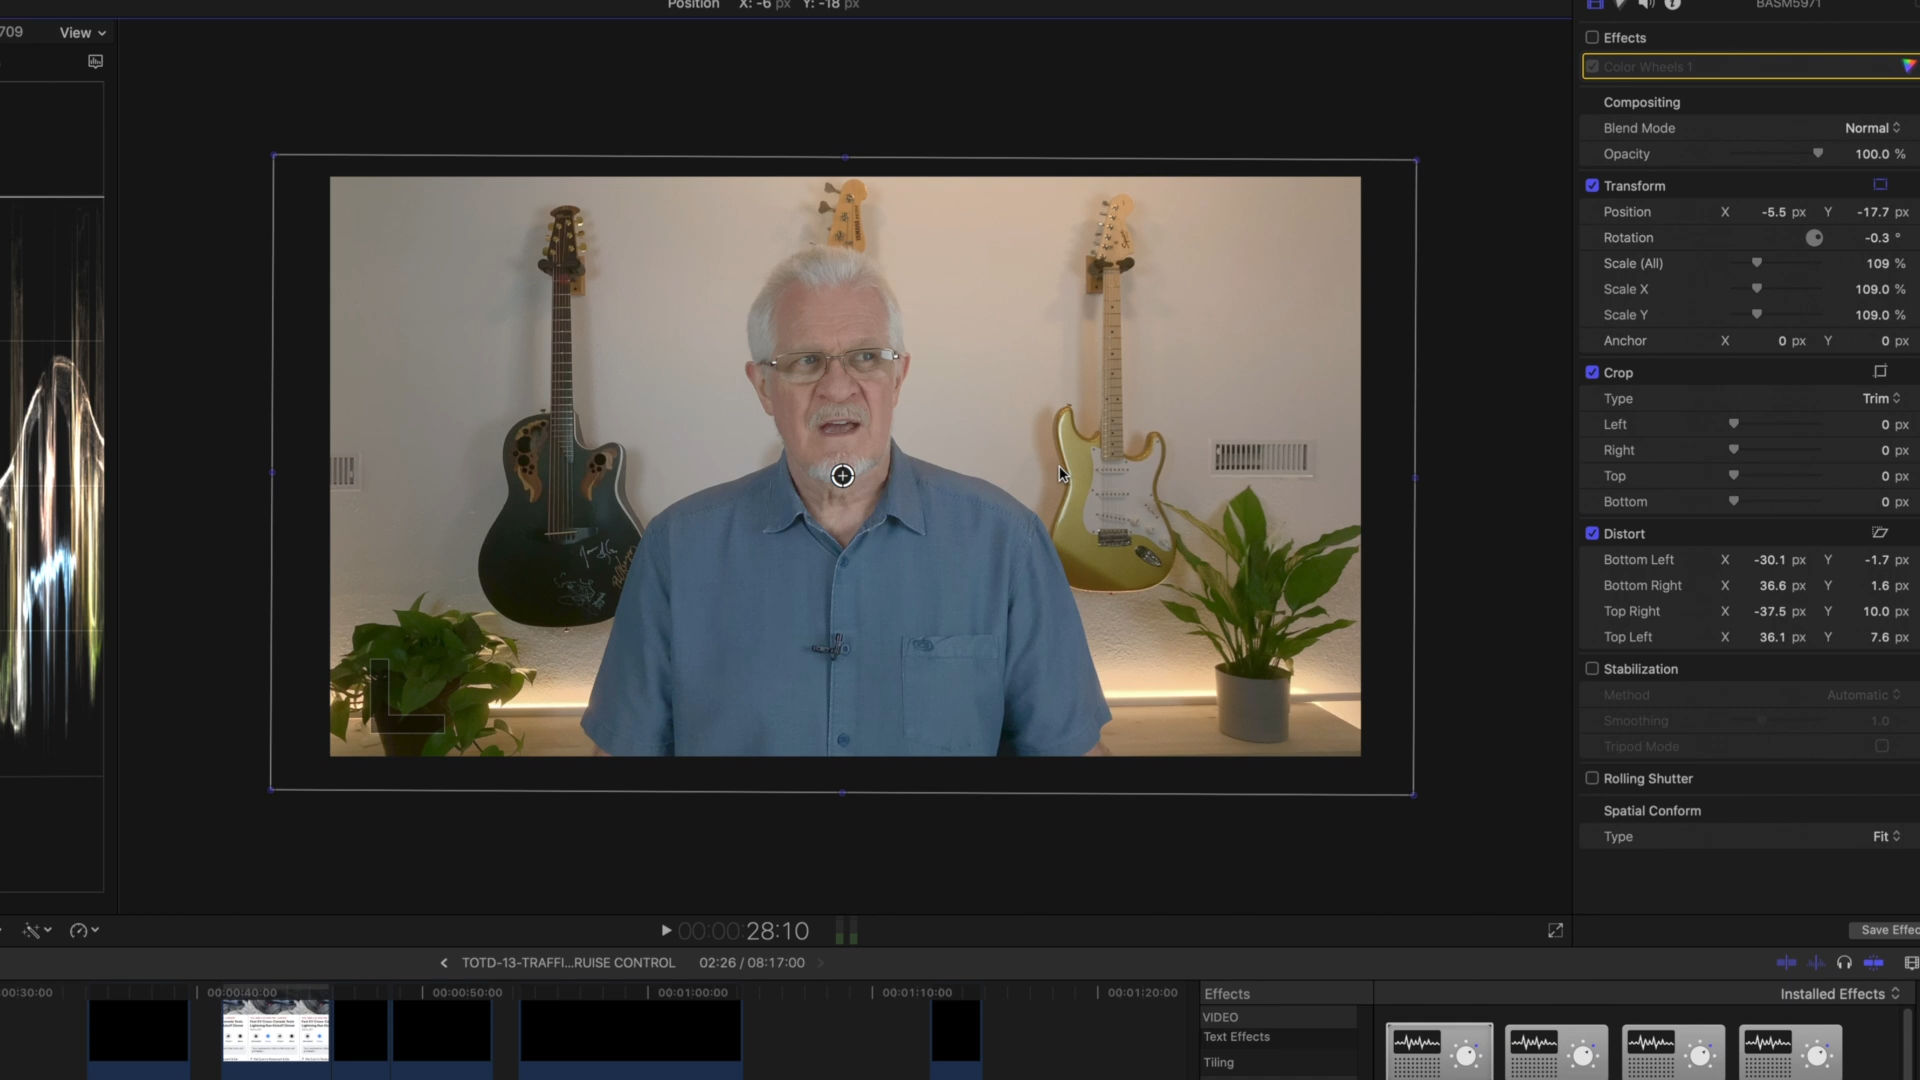 Position X: -6 px Y: -18 px
709 View
BASM5971
Effects
Color Wheels 1
Compositing
Blend Mode Normal
Opacity 100.0 %
Transform
Position X -5.5 px Y -17.7 px
Rotation -0.3 °
Scale (All) 109 %
Scale X 109.0 %
Scale Y 109.0 %
Anchor X 0 px Y 0 px
Crop
Type Trim
Left 0 px
Right 0 px
Top 0 px
Bottom 0 px
Distort
Bottom Left X -30.1 px Y -1.7 px
Bottom Right X 36.6 px Y 1.6 px
Top Right X -37.5 px Y 10.0 px
Top Left X 36.1 px Y 7.6 px
Stabilization
Method Automatic
Smoothing 1.0
Tripod Mode
Rolling Shutter
Spatial Conform
Type Fit
00:00:28:10
Save Effec
TOTD-13-TRAFFI...RUISE CONTROL 02:26 / 08:17:00
00:30:00 00:00:40:00 00:00:50:00 00:01:00:00 00:01:10:00 00:01:20:00
Effects Installed Effects
VIDEO
Text Effects
Tiling